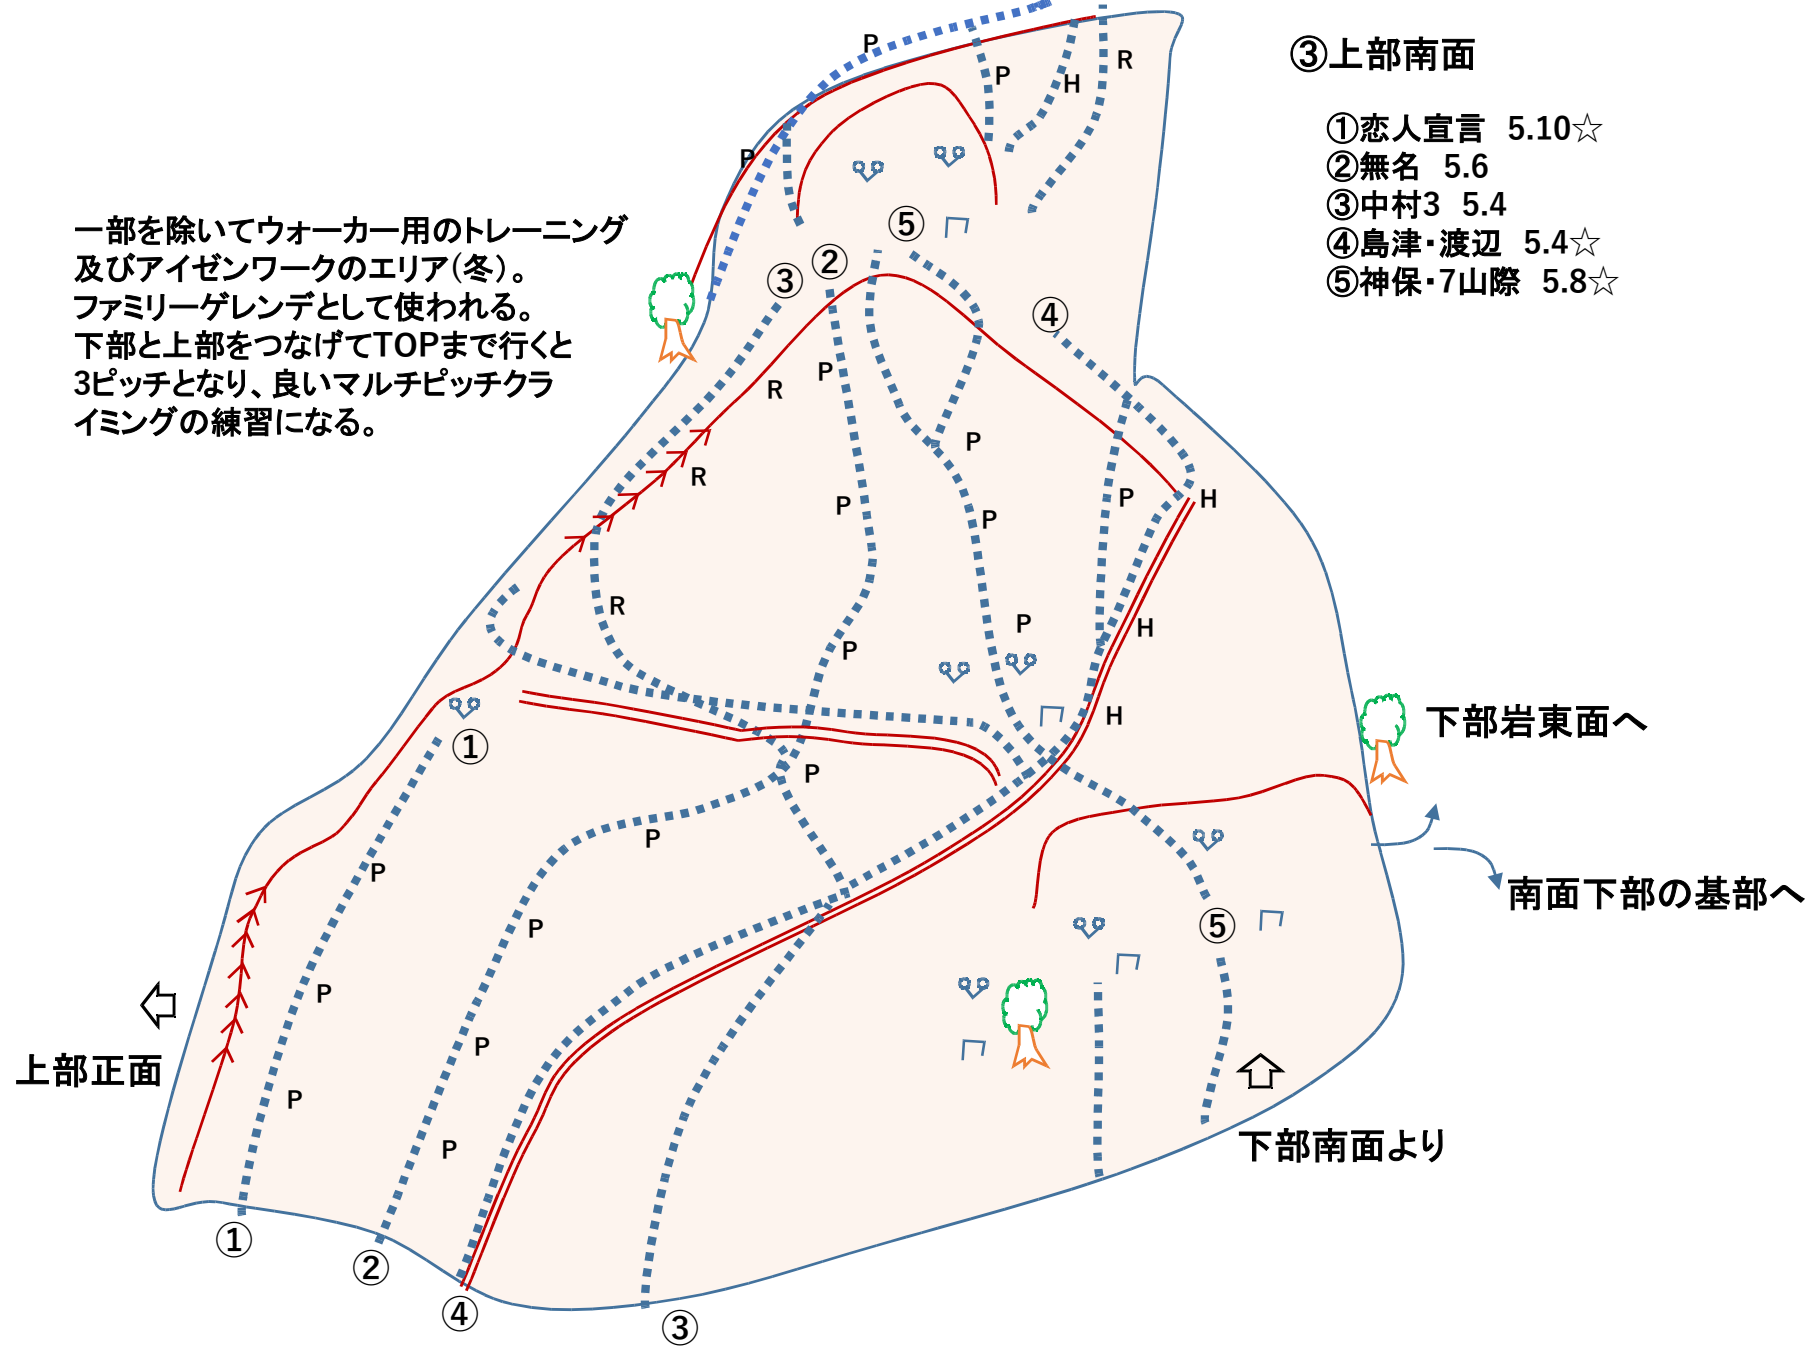 ③上部南面
①恋人宣言 5.10☆
②無名 5.6
③中村3 5.4
④島津・渡辺 5.4☆
⑤神保・7山際 5.8☆
一部を除いてウォーカー用のトレーニング
及びアイゼンワークのエリア(冬)。
ファミリーゲレンデとして使われる。
下部と上部をつなげてTOPまで行くと
3ピッチとなり、良いマルチピッチクラ
イミングの練習になる。
P
R
P
H
P
⑤
②
③
④
P
R
P
R
P
P
H
P
R
P
H
P
①
H
P
P
P
P
⑤
P
P
P
P
①
②
④
③
下部岩東面へ
南面下部の基部へ
上部正面
下部南面より